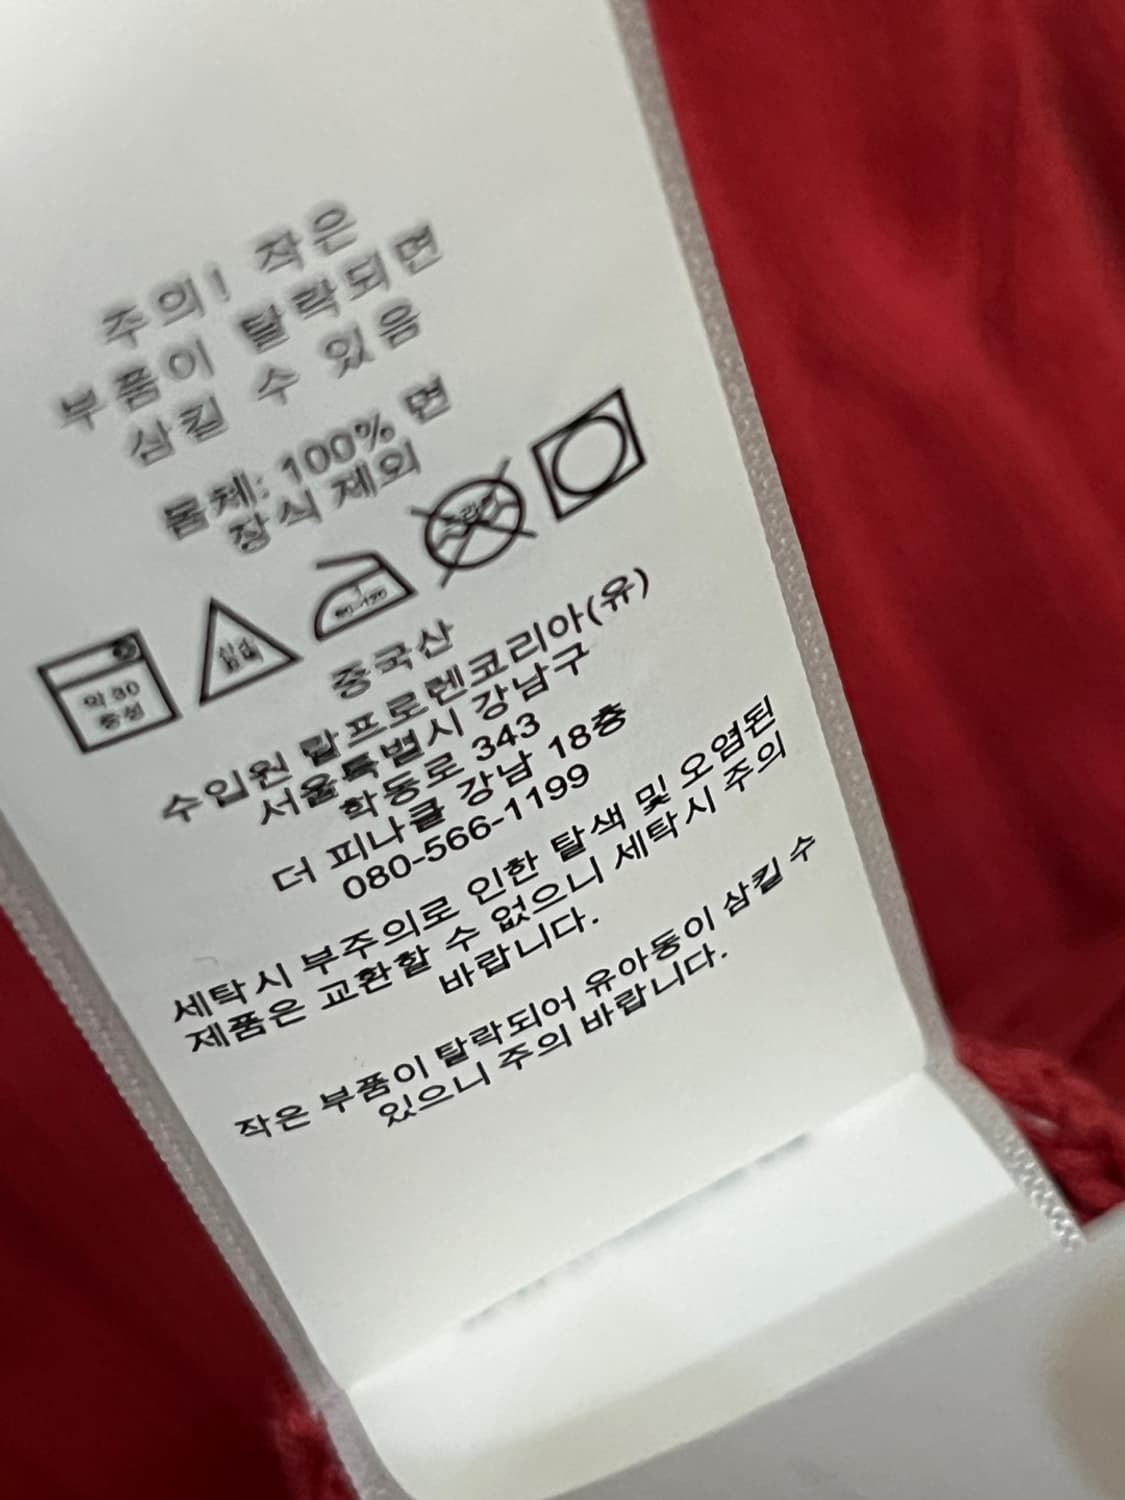 주의! 작은
부품이 탈락되면
삼킬 수 있음
몸체: 100% 면
장식 제외
약 30
중성
중국산
수입원 랄프로렌코리아(유)
서울특별시 강남구
학동로 343
더 피나클 강남 18층
080-566-1199
세탁시 부주의로 인한 탈색 및 오염된
제품은 교환할 수 없으니 세탁시 주의
바랍니다.
작은 부품이 탈락되어 유아동이 삼킬 수
있으니 주의 바랍니다.